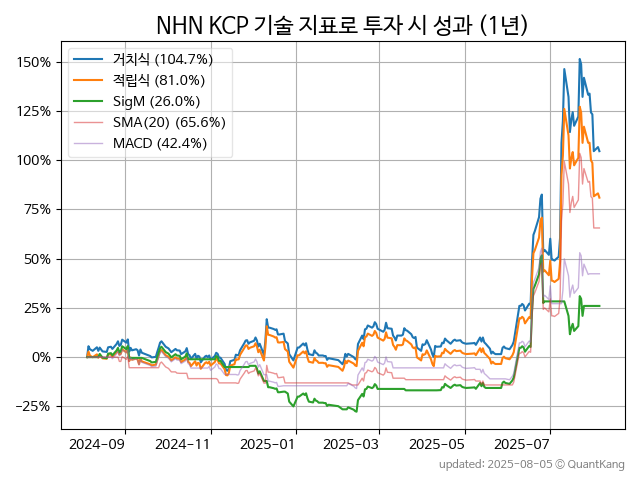 NHN KCP 기술 지표로 투자 시 성과 (1년)
거치식 (104.7%)
적립식 (81.0%)
SigM (26.0%)
SMA(20) (65.6%)
MACD (42.4%)
150%
125%
100%
75%
50%
25%
0%
−25%
2024-09 2024-11 2025-01 2025-03 2025-05 2025-07
updated: 2025-08-05 © QuantKang